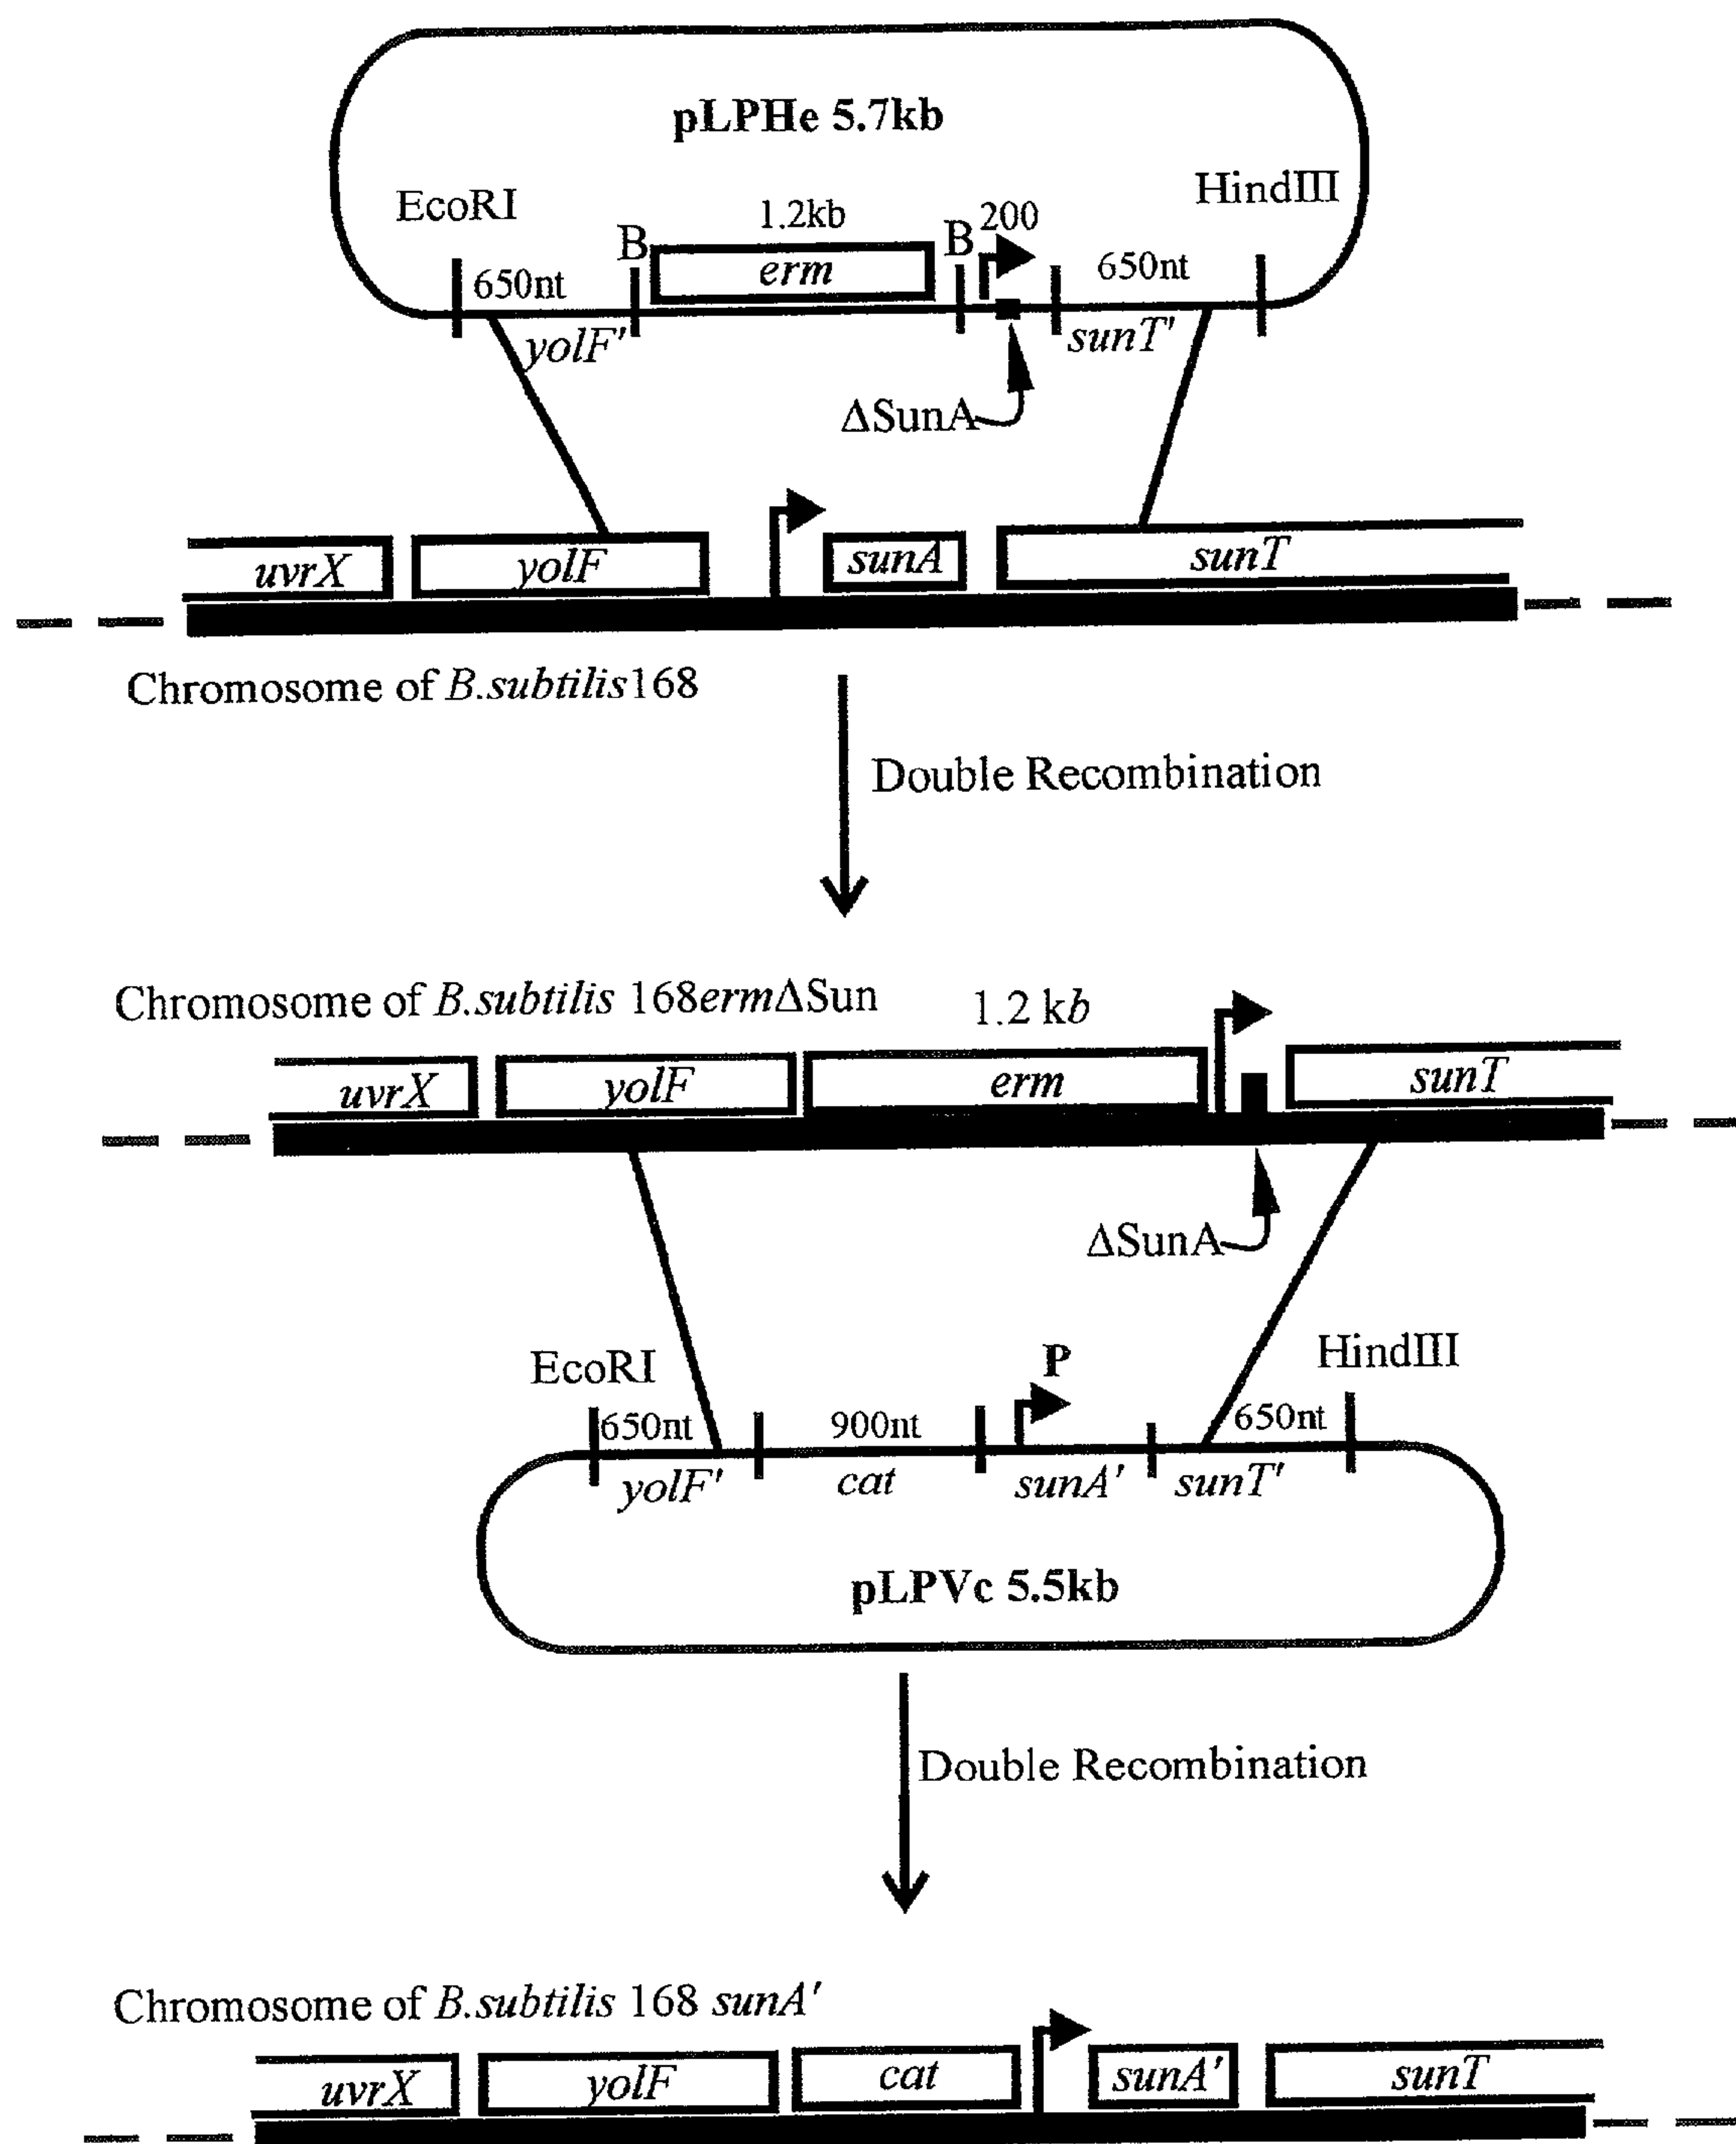 pLPHe 5.7kb
EcoRI
HindIII
B
1.2kb
B
200
650nt
erm
650nt
yolF'
sunT'
ΔSunA
uvrX
yolF
sunA
sunT
Chromosome of B.subtilis168
Double Recombination
Chromosome of B.subtilis 168ermΔSun
1.2 kb
uvrX
yolF
erm
sunT
ΔSunA
EcoRI
P
HindIII
650nt
900nt
650nt
yolF'
cat
sunA'
sunT'
pLPVc 5.5kb
Double Recombination
Chromosome of B.subtilis 168 sunA'
uvrX
yolF
cat
sunA'
sunT